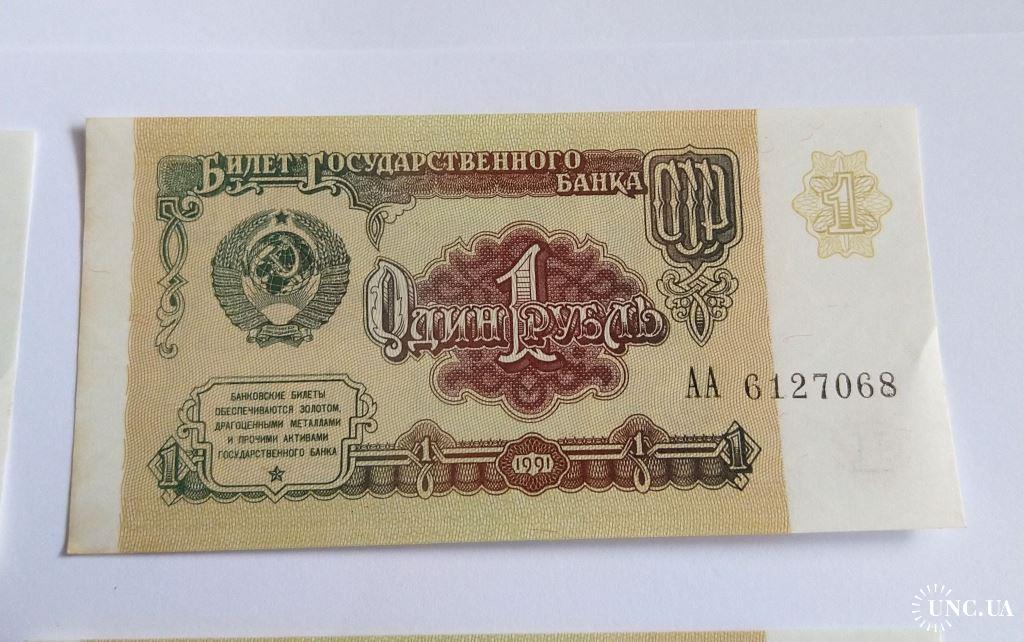 БИЛЕТ ГОСУДАРСТВЕННОГО
БАНКА СССР
1
ОДИН 1 РУБЛЬ
АА 6127068
БАНКОВСКИЕ БИЛЕТЫ
ОБЕСПЕЧИВАЮТСЯ ЗОЛОТОМ,
ДРАГОЦЕННЫМИ МЕТАЛЛАМИ
И ПРОЧИМИ АКТИВАМИ
ГОСУДАРСТВЕННОГО БАНКА
1 1 1991 1 1
UNC.UA